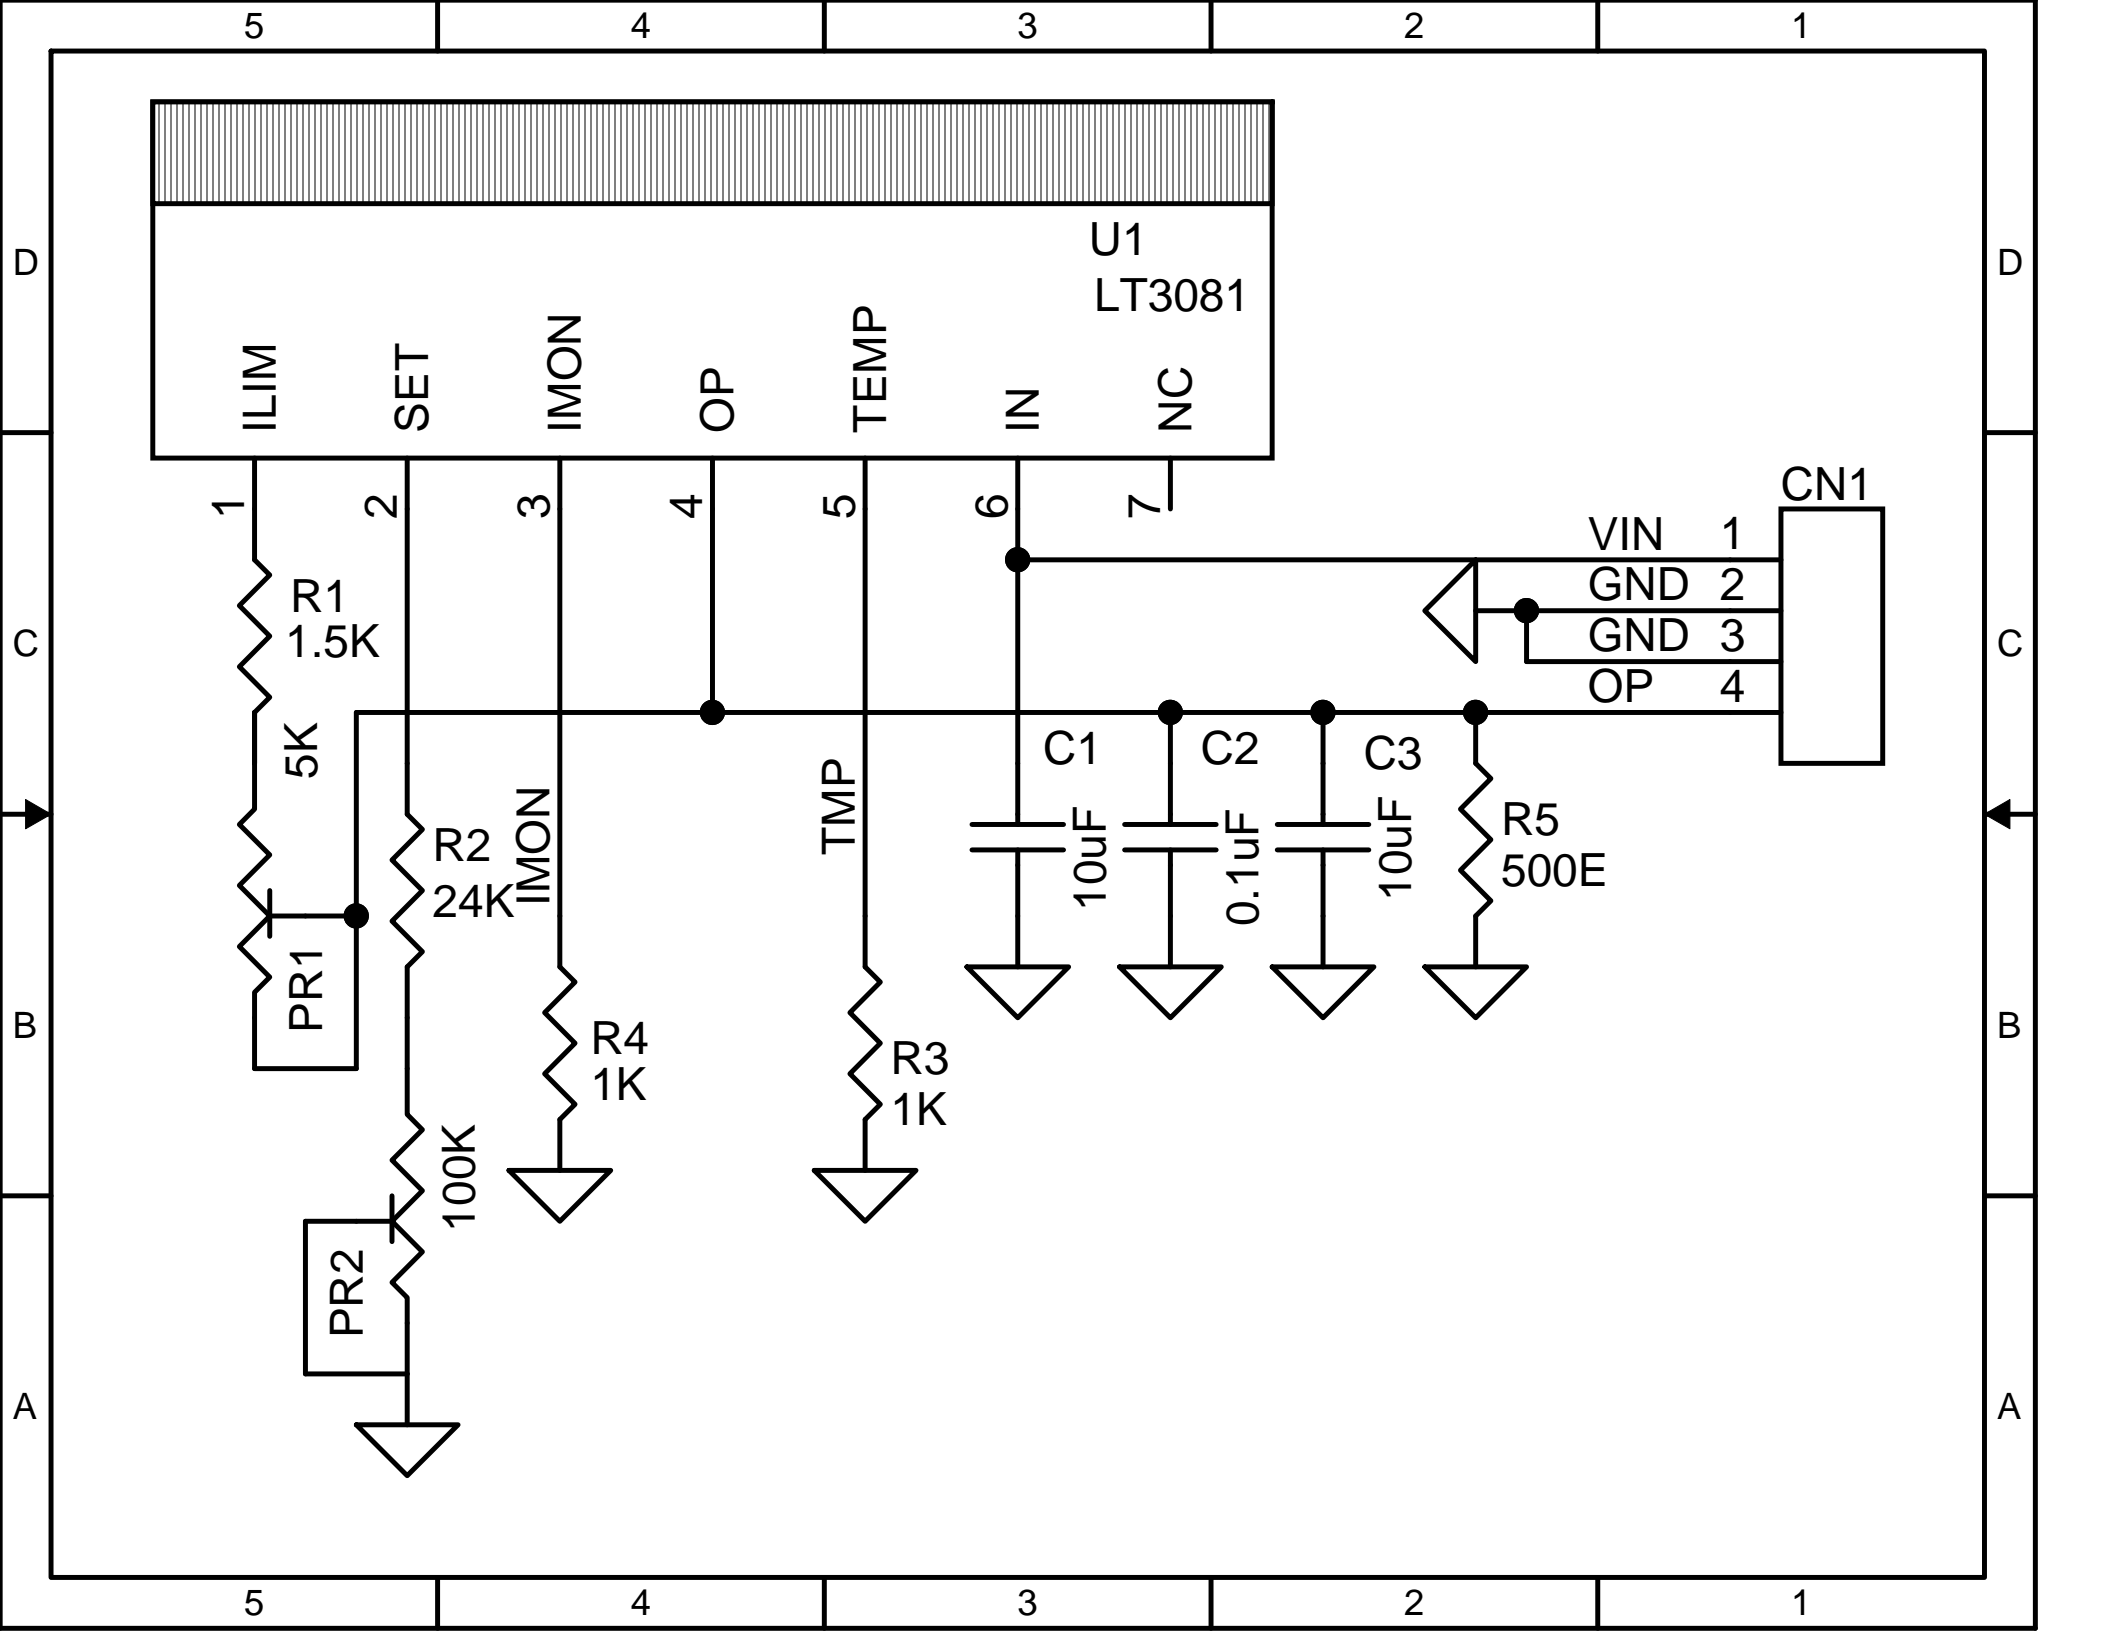 5 4 3 2 1
D D
U1
LT3081
ILIM SET IMON OP TEMP IN NC
1 2 3 4 5 6 7
CN1
VIN 1
GND 2
GND 3
OP 4
C C
R1
1.5K
5K
PR1
R2
24K
IMON
TMP
C1
10uF
C2
0.1uF
C3
10uF
R5
500E
B B
R4
1K
R3
1K
100K
PR2
A A
5 4 3 2 1